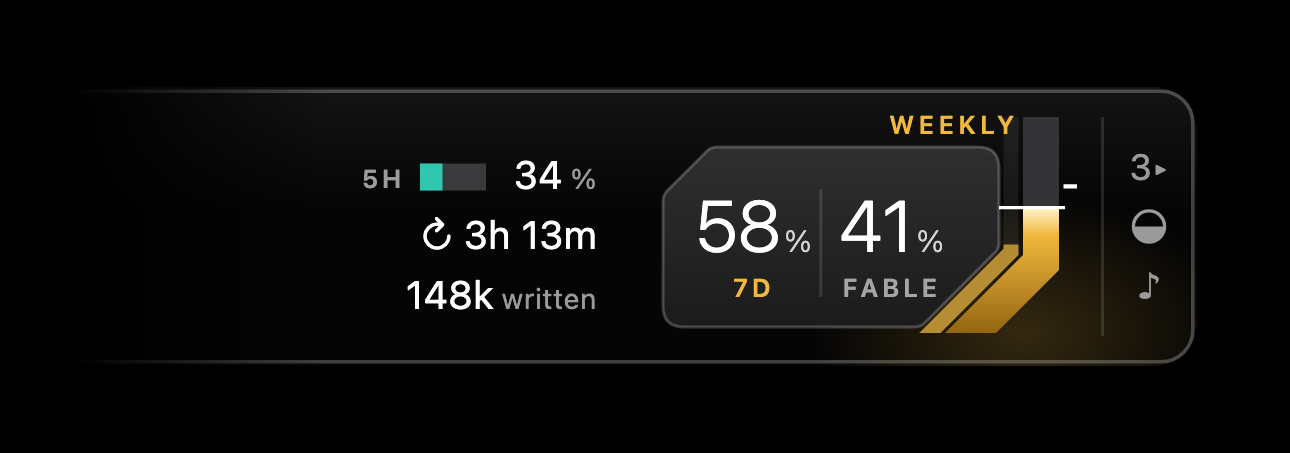 WEEKLY
5H 34 %
3h 13m
148k written
58% 41%
7D FABLE
3